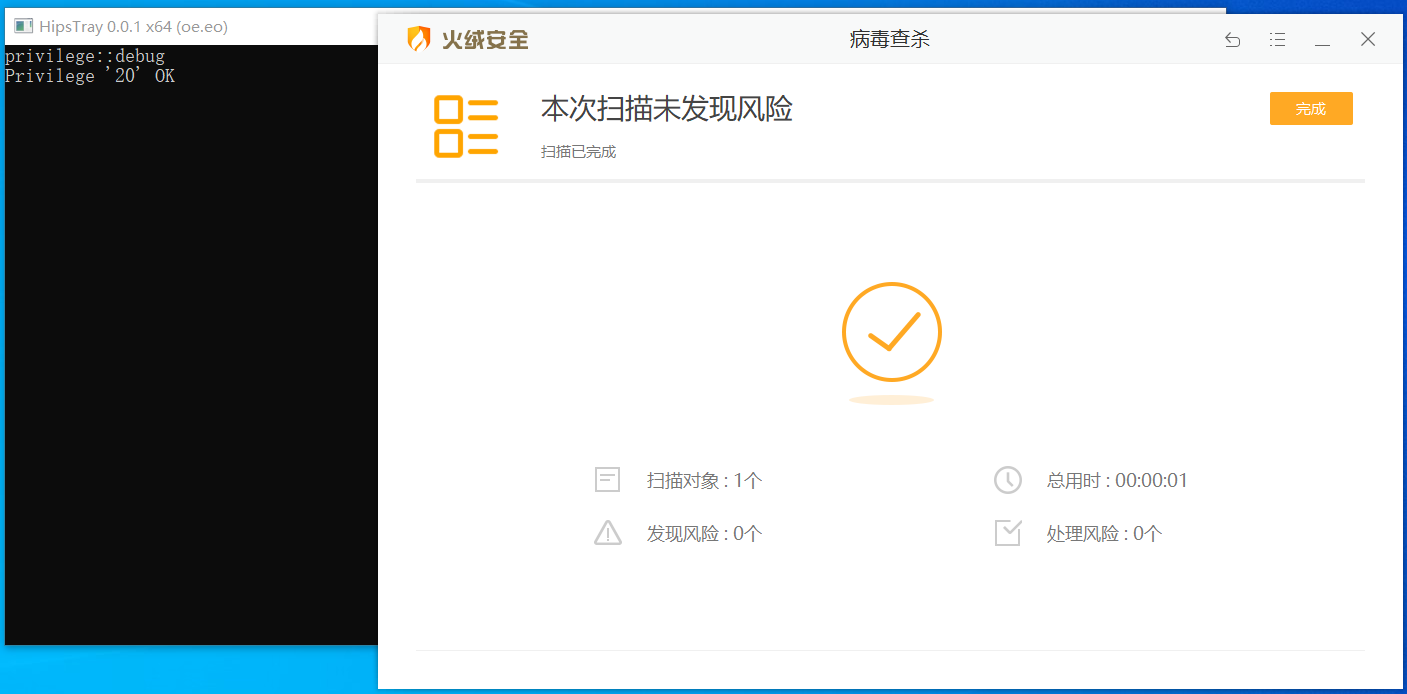 HipsTray 0.0.1 x64 (oe.eo)
privilege::debug
Privilege '20' OK
火绒安全
病毒查杀
本次扫描未发现风险
扫描已完成
完成
扫描对象 : 1个
总用时 : 00:00:01
发现风险 : 0个
处理风险 : 0个